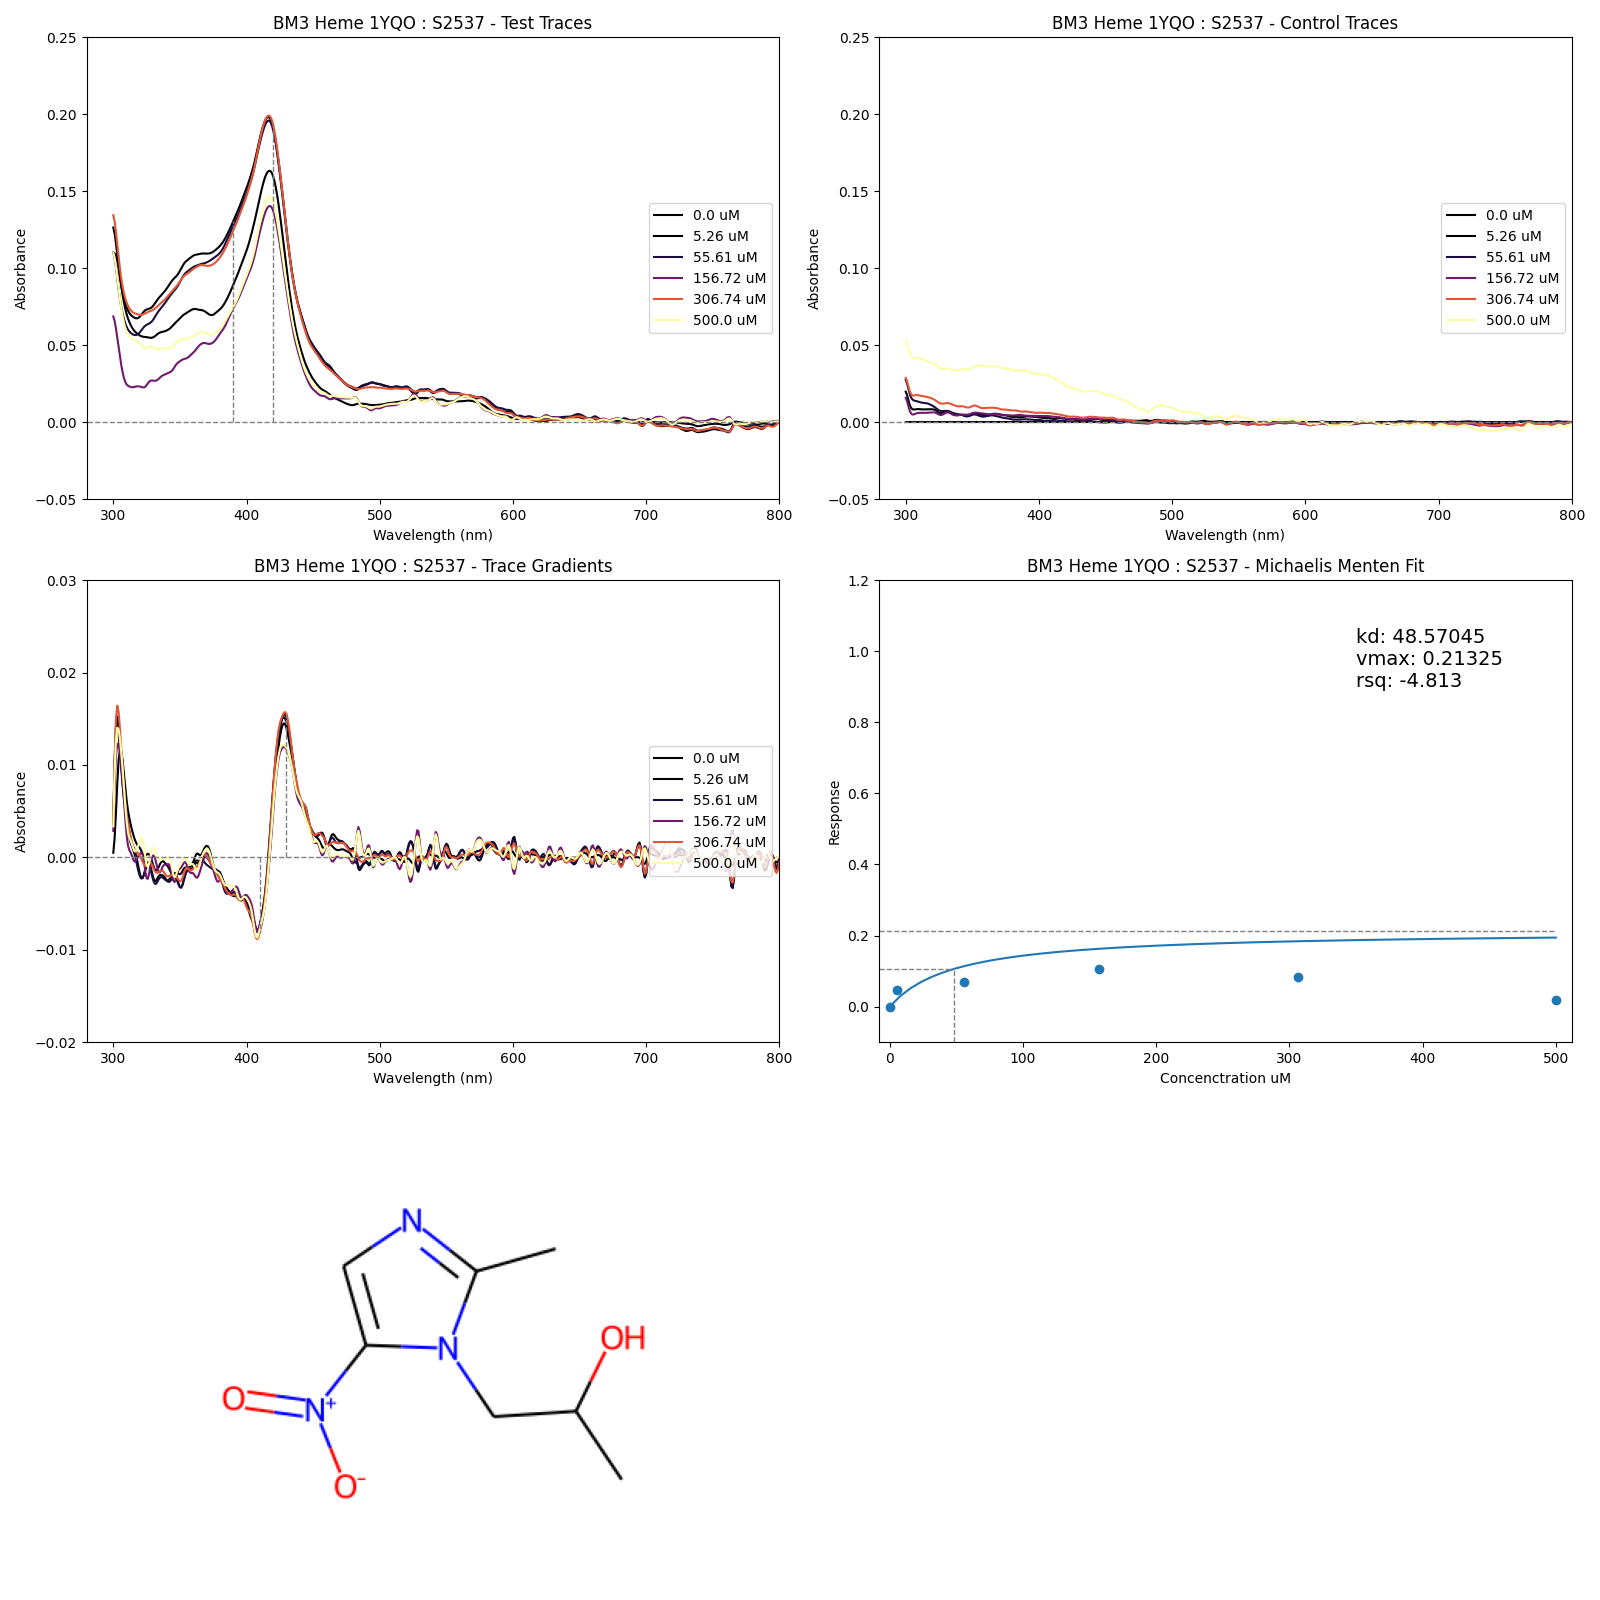 BM3 Heme 1YQO : S2537 - Test Traces
0.25
0.20
0.15
0.10
0.05
0.00
−0.05
Absorbance
300
400
500
600
700
800
Wavelength (nm)
0.0 uM
5.26 uM
55.61 uM
156.72 uM
306.74 uM
500.0 uM
BM3 Heme 1YQO : S2537 - Control Traces
0.25
0.20
0.15
0.10
0.05
0.00
−0.05
Absorbance
300
400
500
600
700
800
Wavelength (nm)
0.0 uM
5.26 uM
55.61 uM
156.72 uM
306.74 uM
500.0 uM
BM3 Heme 1YQO : S2537 - Trace Gradients
0.03
0.02
0.01
0.00
−0.01
−0.02
Absorbance
300
400
500
600
700
800
Wavelength (nm)
0.0 uM
5.26 uM
55.61 uM
156.72 uM
306.74 uM
500.0 uM
BM3 Heme 1YQO : S2537 - Michaelis Menten Fit
1.2
1.0
0.8
0.6
0.4
0.2
0.0
Response
kd: 48.57045
vmax: 0.21325
rsq: -4.813
0
100
200
300
400
500
Concenctration uM
N
N
OH
O
N+
O−